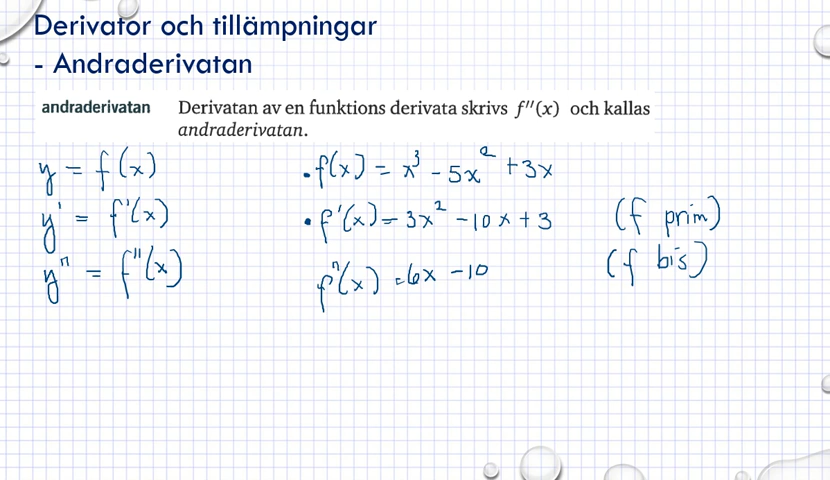 Derivator och tillämpningar
- Andraderivatan
andraderivatan Derivatan av en funktions derivata skrivs f''(x) och kallas
andraderivatan.
y = f(x) • f(x) = x³ - 5x² + 3x
y' = f'(x) • f'(x) = 3x² - 10x + 3 (f prim)
y'' = f''(x) f''(x) = 6x - 10 (f bis)